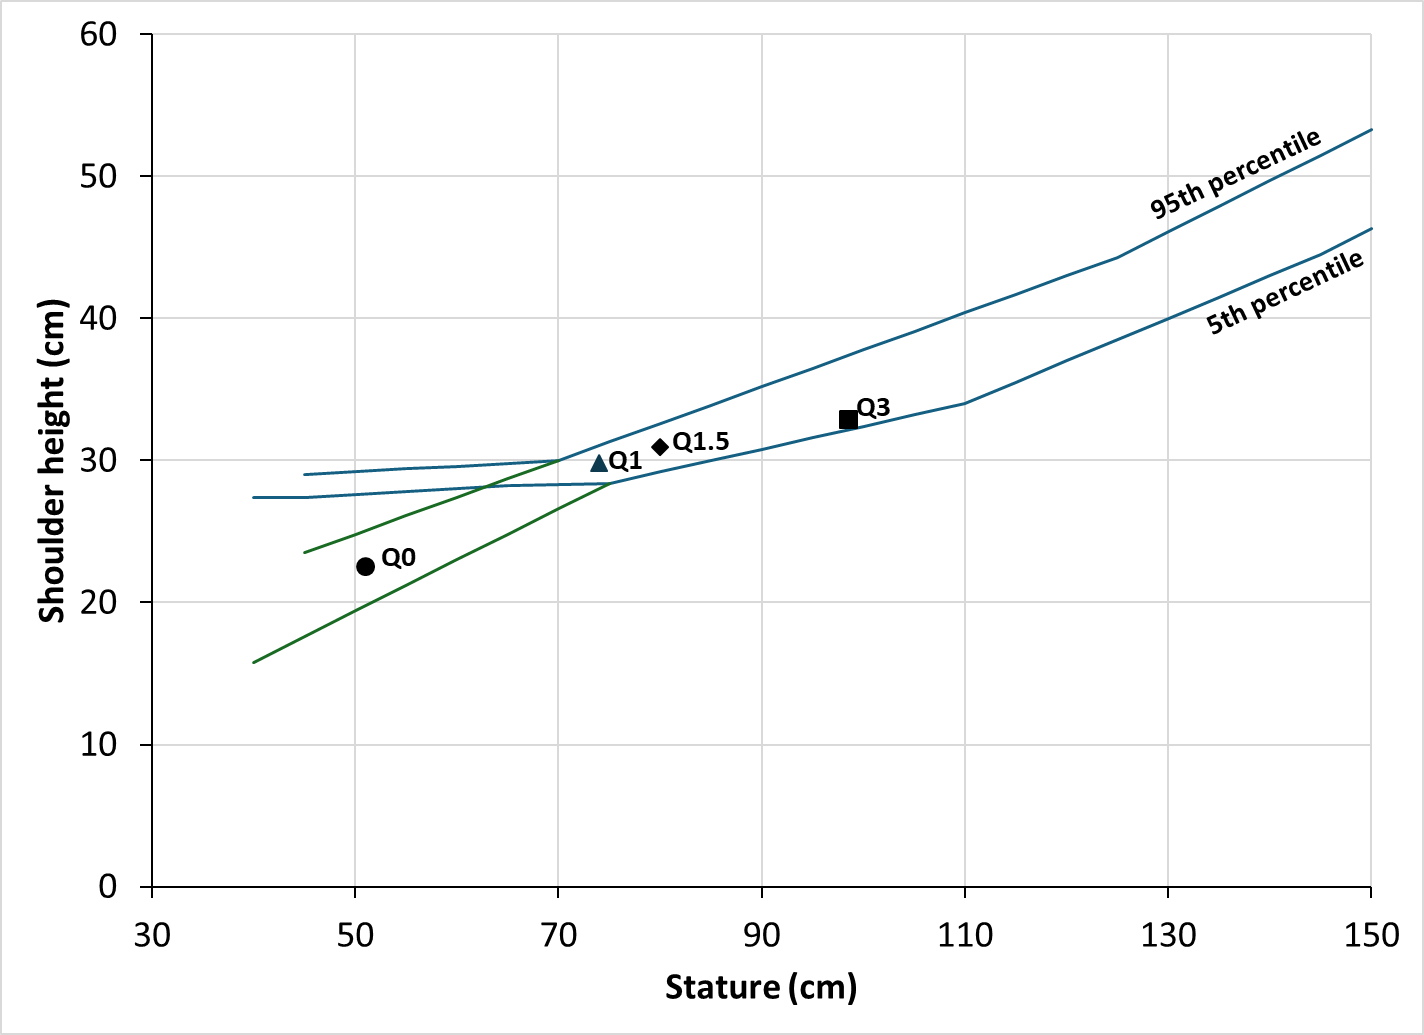 60
50
40
30
20
10
0
30 50 70 90 110 130 150
Shoulder height (cm)
Stature (cm)
95th percentile
5th percentile
Q3
Q1.5
Q1
Q0